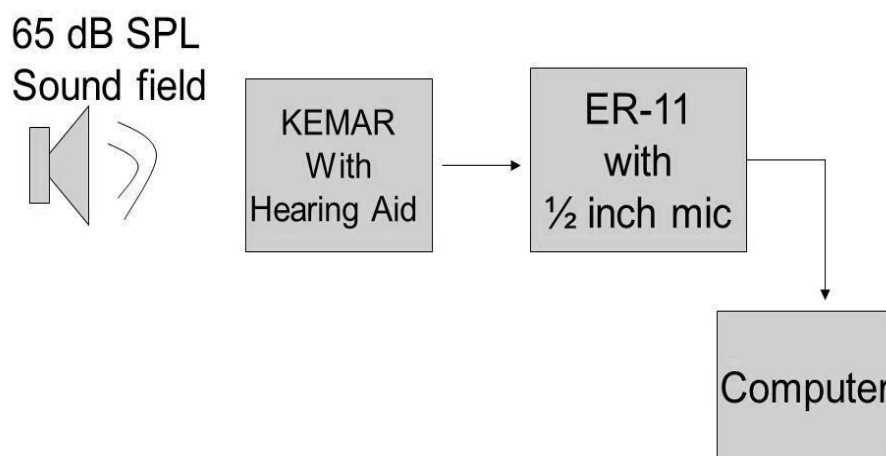 65 dB SPL
Sound field
KEMAR
With
Hearing Aid
ER-11
with
½ inch mic
Computer